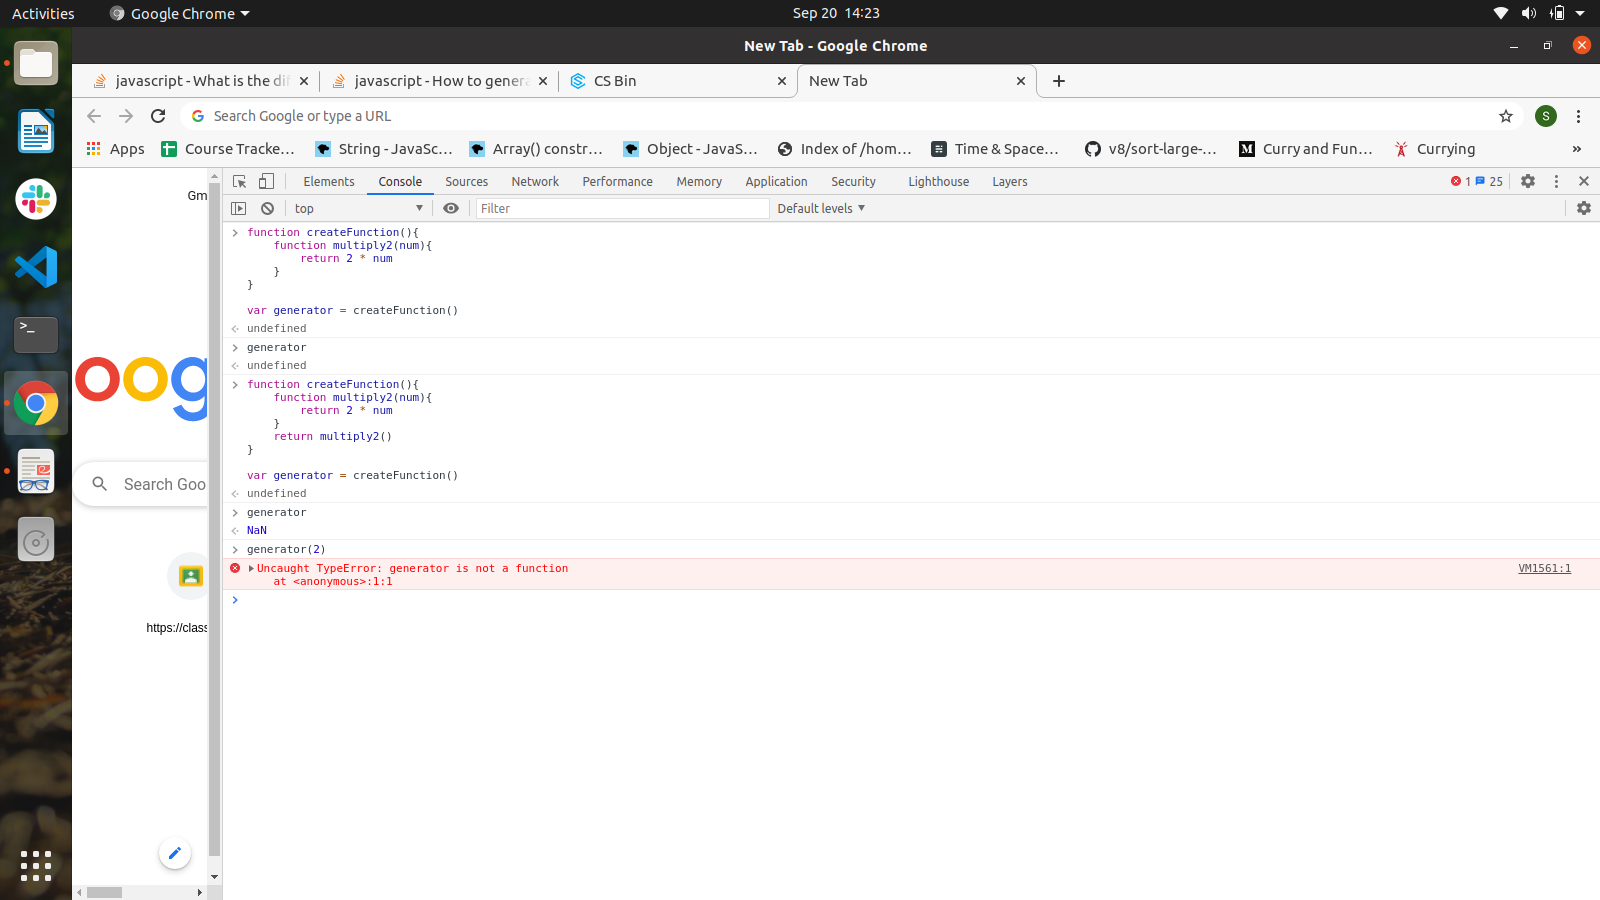 Activities
Google Chrome
Sep 20 14:23
New Tab - Google Chrome
javascript - What is the dif
javascript - How to genera
CS Bin
New Tab
Search Google or type a URL
S
Apps
Course Tracke...
String - JavaSc...
Array() constr...
Object - JavaS...
Index of /hom...
Time & Space...
v8/sort-large-...
M
Curry and Fun...
Currying
»
Gm
Elements
Console
Sources
Network
Performance
Memory
Application
Security
Lighthouse
Layers
1
25
top
Filter
Default levels
function createFunction(){
    function multiply2(num){
        return 2 * num
    }
}
var generator = createFunction()
undefined
generator
undefined
function createFunction(){
    function multiply2(num){
        return 2 * num
    }
    return multiply2()
}
var generator = createFunction()
undefined
generator
NaN
generator(2)
Uncaught TypeError: generator is not a function
VM1561:1
    at <anonymous>:1:1
>_
oog
Search Goo
https://class